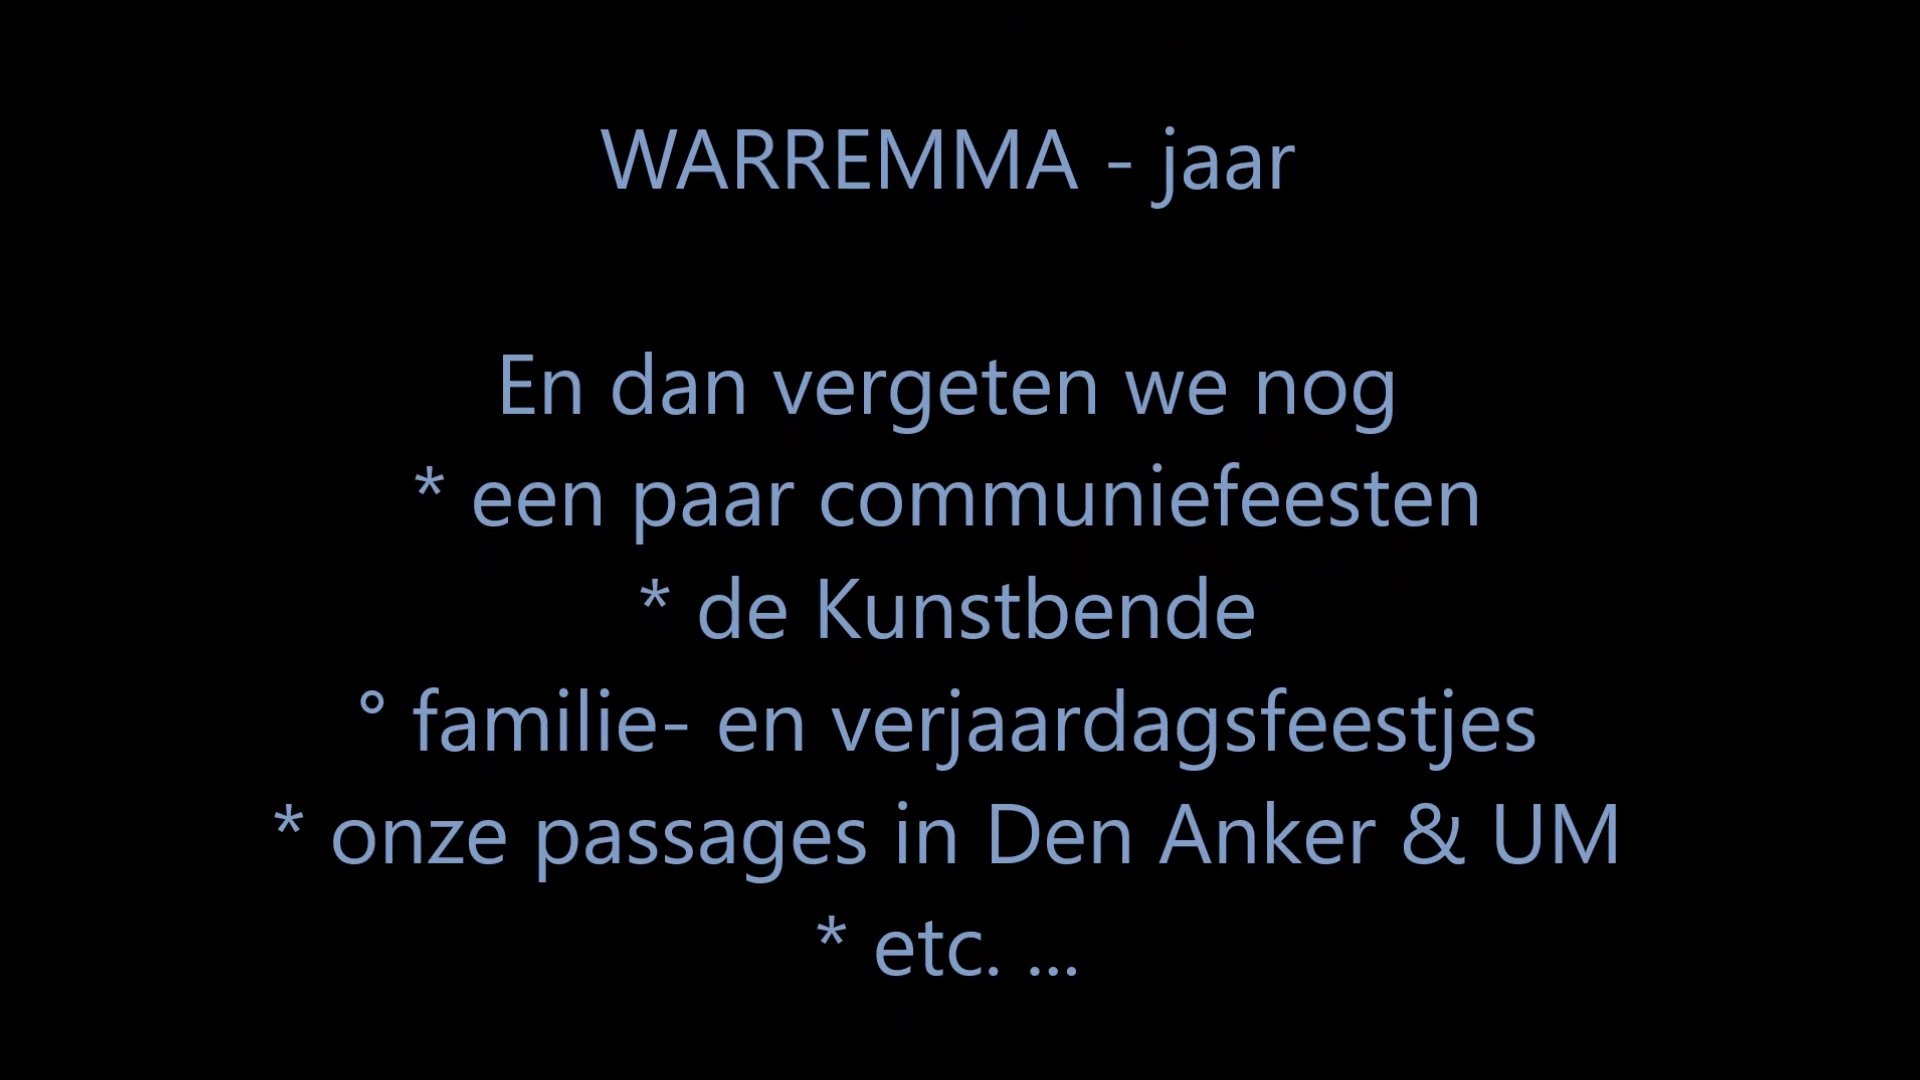 WARREMMA - jaar
En dan vergeten we nog
* een paar communiefeesten
* de Kunstbende
° familie- en verjaardagsfeestjes
* onze passages in Den Anker & UM
* etc. ...